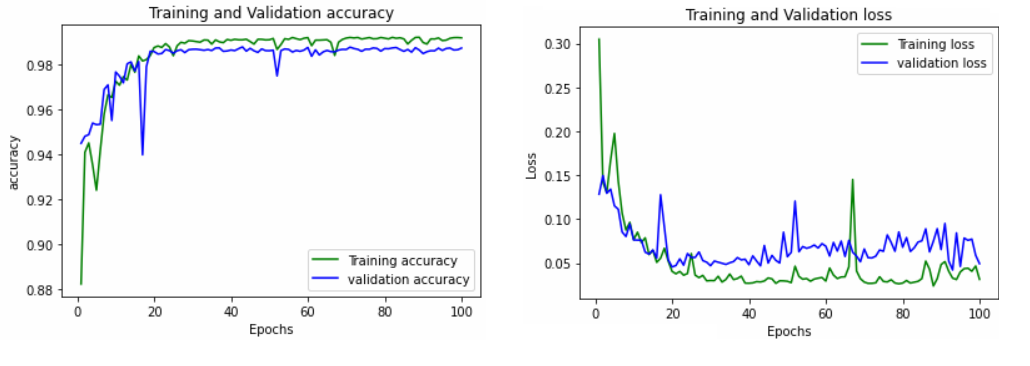 Training and Validation accuracy
accuracy
0.98
0.96
0.94
0.92
0.90
0.88
Training accuracy
validation accuracy
0 20 40 60 80 100
Epochs
Training and Validation loss
Loss
0.30
0.25
0.20
0.15
0.10
0.05
Training loss
validation loss
0 20 40 60 80 100
Epochs